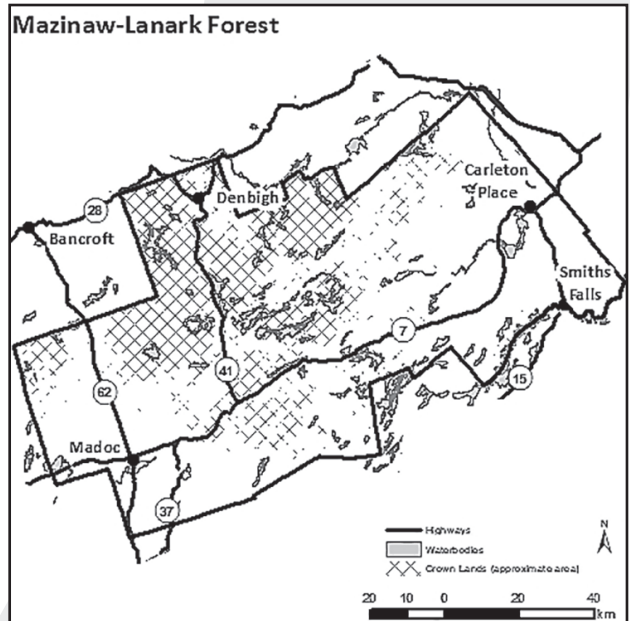 Mazinaw-Lanark Forest
Carleton
Place
Denbigh
28
Bancroft
Smiths
Falls
7
41
62
15
Madoc
37
Highways
Waterbodies
Crown Lands (approximate area)
N
20 10 0 20 40
km